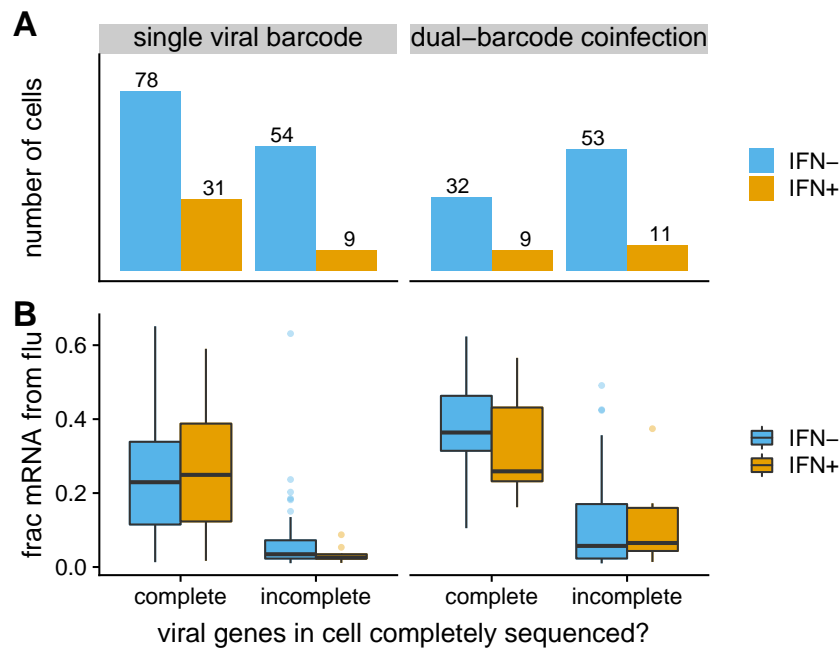 A
single viral barcode
dual−barcode coinfection
number of cells
78
31
54
9
32
9
53
11
IFN−
IFN+
B
frac mRNA from flu
0.6
0.4
0.2
0.0
IFN−
IFN+
complete
incomplete
complete
incomplete
viral genes in cell completely sequenced?